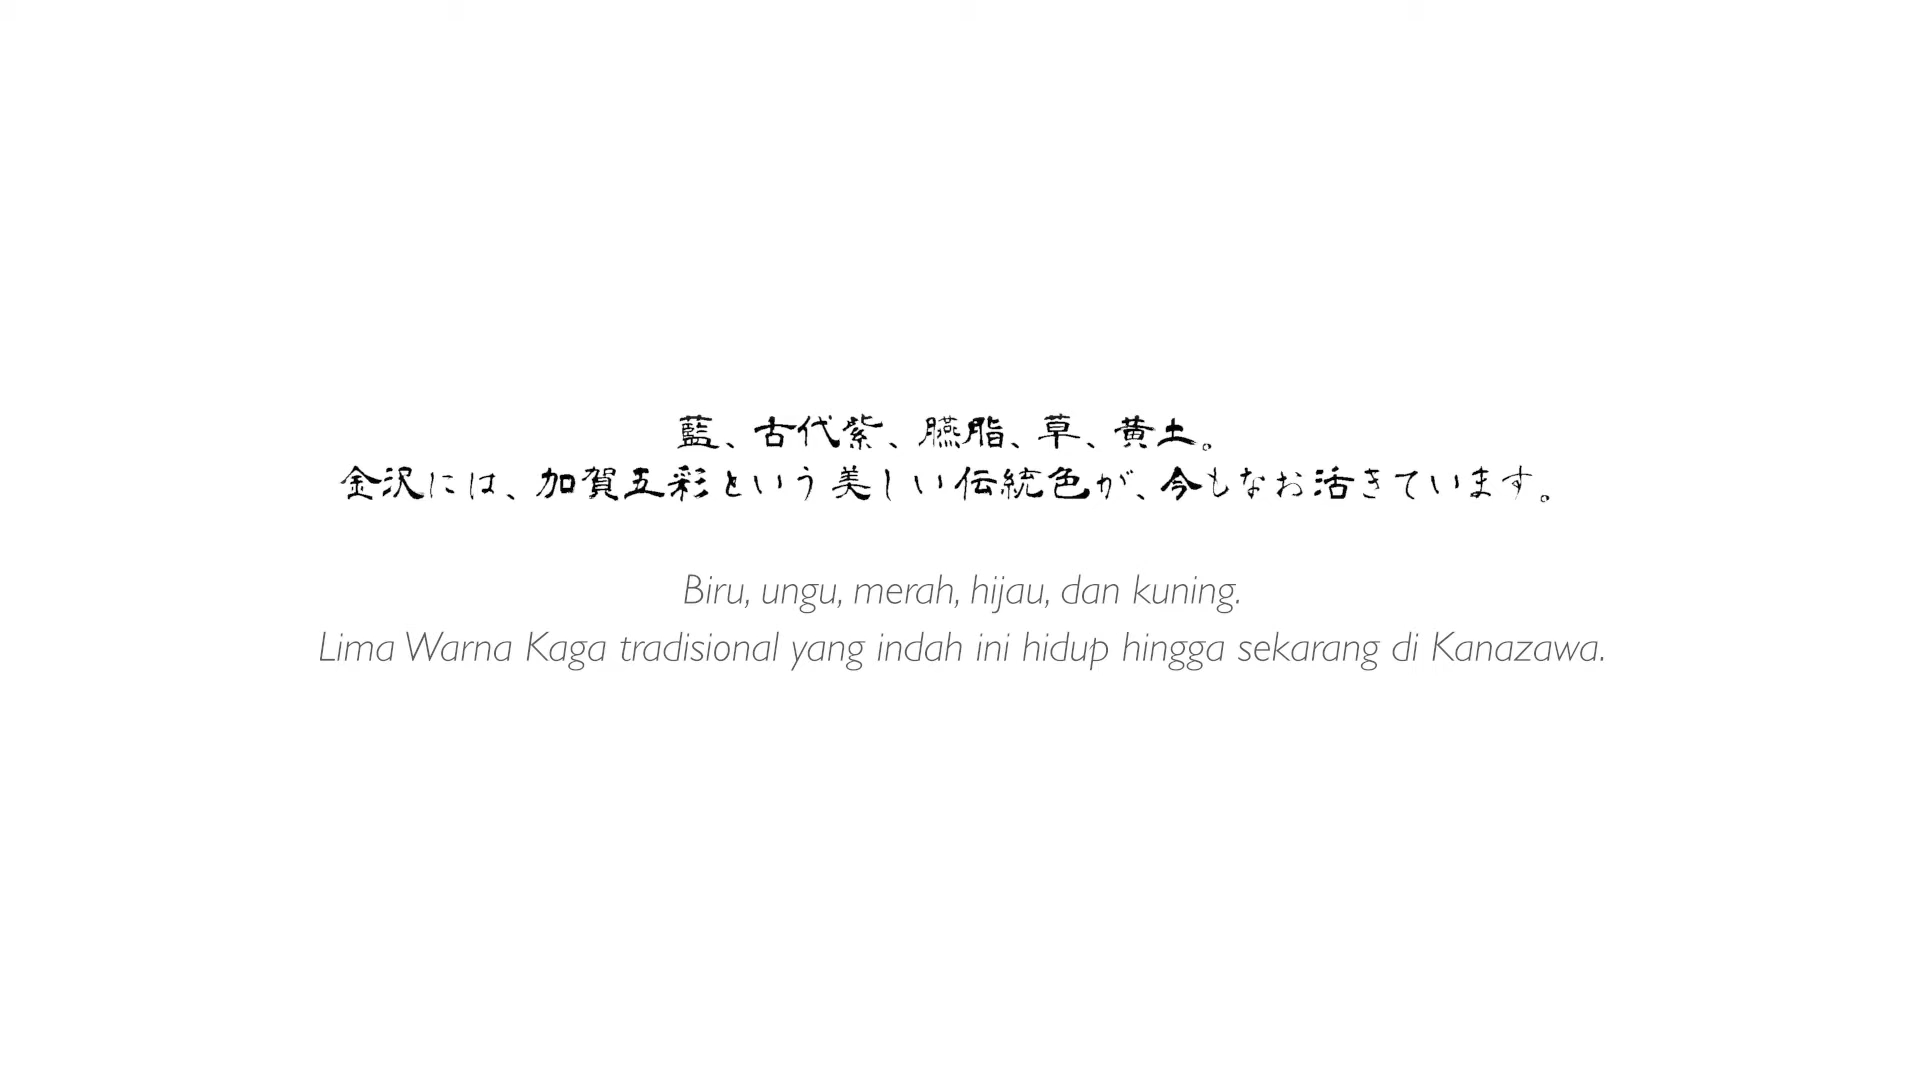 藍、古代紫、臙脂、草、黄土。
金沢には、加賀五彩という美しい伝統色が、今もなお活きています。
Biru, ungu, merah, hijau, dan kuning.
Lima Warna Kaga tradisional yang indah ini hidup hingga sekarang di Kanazawa.